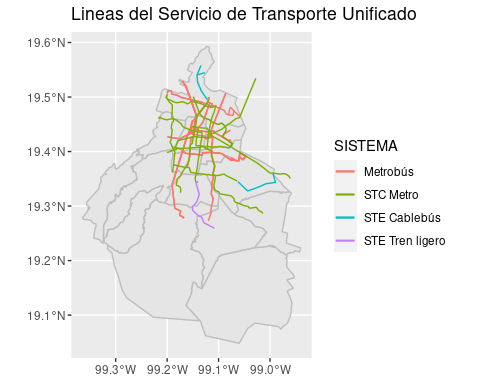 Lineas del Servicio de Transporte Unificado
19.6°N
19.5°N
19.4°N
19.3°N
19.2°N
19.1°N
99.3°W 99.2°W 99.1°W 99.0°W
SISTEMA
Metrobús
STC Metro
STE Cablebús
STE Tren ligero